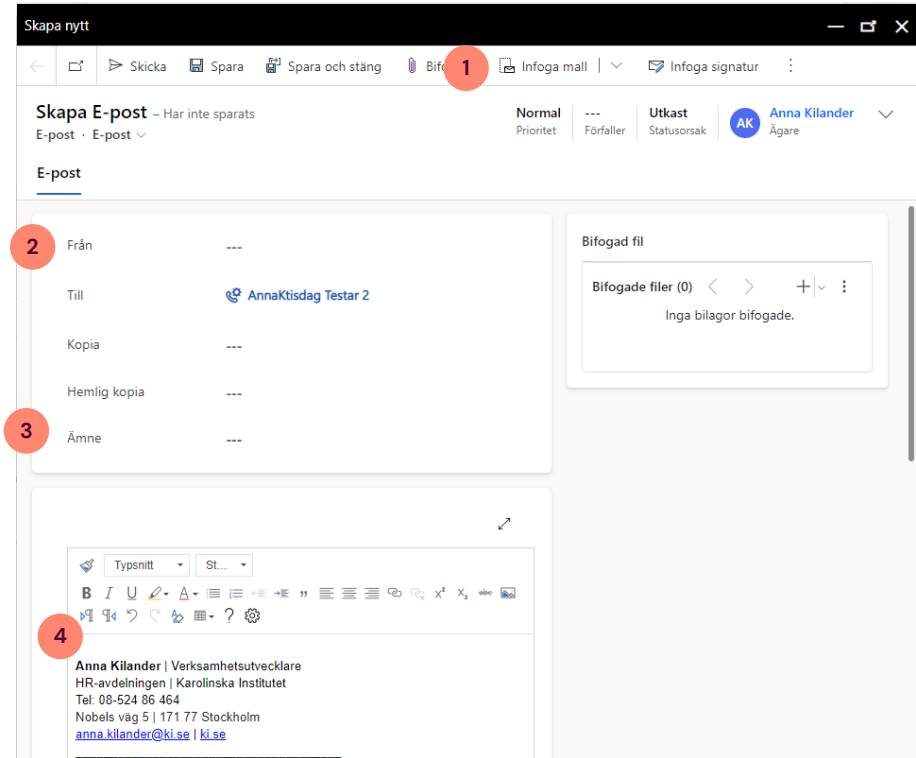 Skapa nytt
Skicka Spara Spara och stäng 1 Infoga mall Infoga signatur
Skapa E-post – Har inte sparats
E-post · E-post
Normal --- Utkast AK Anna Kilander
Prioritet Förfaller Statusorsak Ägare
E-post
2 Från ---
Till AnnaKtisdag Testar 2
Kopia ---
Hemlig kopia ---
3 Ämne ---
Bifogad fil
Bifogade filer (0)
Inga bilagor bifogade.
Typsnitt St...
B I U A x² X₂ abc
?
4
Anna Kilander | Verksamhetsutvecklare
HR-avdelningen | Karolinska Institutet
Tel: 08-524 86 464
Nobels väg 5 | 171 77 Stockholm
anna.kilander@ki.se | ki.se